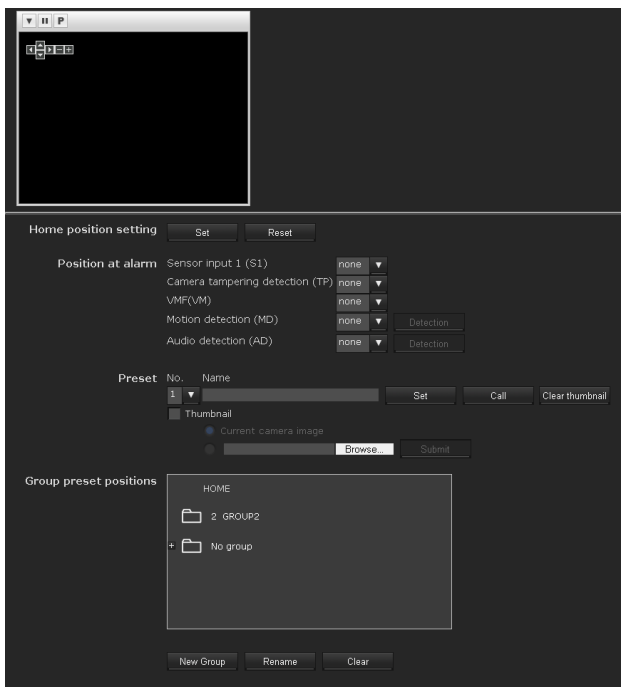 P
Home position setting Set Reset
Position at alarm Sensor input 1 (S1) none
Camera tampering detection (TP) none
VMF(VM) none
Motion detection (MD) none Detection
Audio detection (AD) none Detection
Preset No. Name
1 Set Call Clear thumbnail
Thumbnail
Current camera image
Browse... Submit
Group preset positions
HOME
2 GROUP2
+ No group
New Group Rename Clear